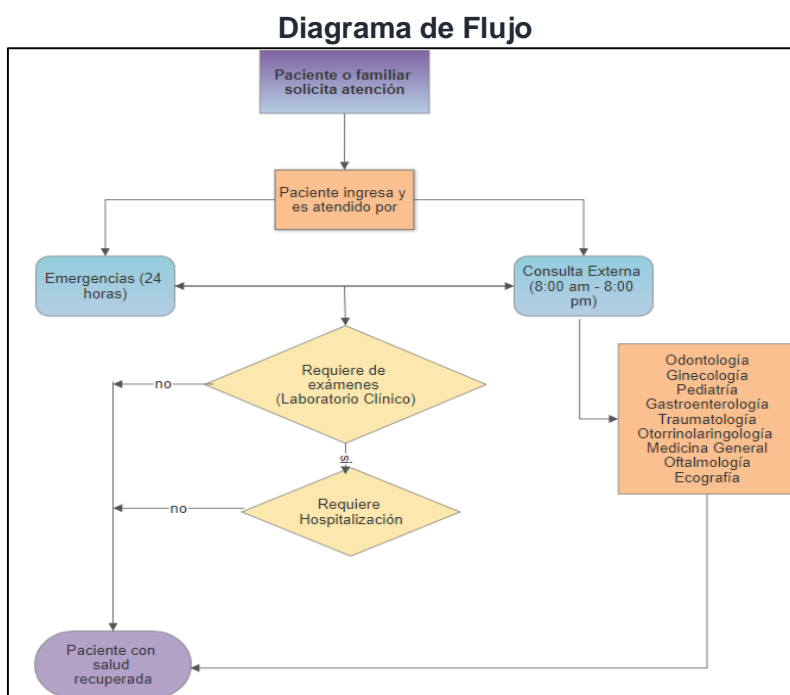 Diagrama de Flujo
Paciente o familiar
solicita atención
Paciente ingresa y
es atendido por
Emergencias (24
horas)
Consulta Externa
(8:00 am - 8:00
pm)
Requiere de
exámenes
(Laboratorio Clínico)
no
si
Odontología
Ginecología
Pediatría
Gastroenterología
Traumatología
Otorrinolaringología
Medicina General
Oftalmología
Ecografía
Requiere
Hospitalización
no
Paciente con
salud
recuperada